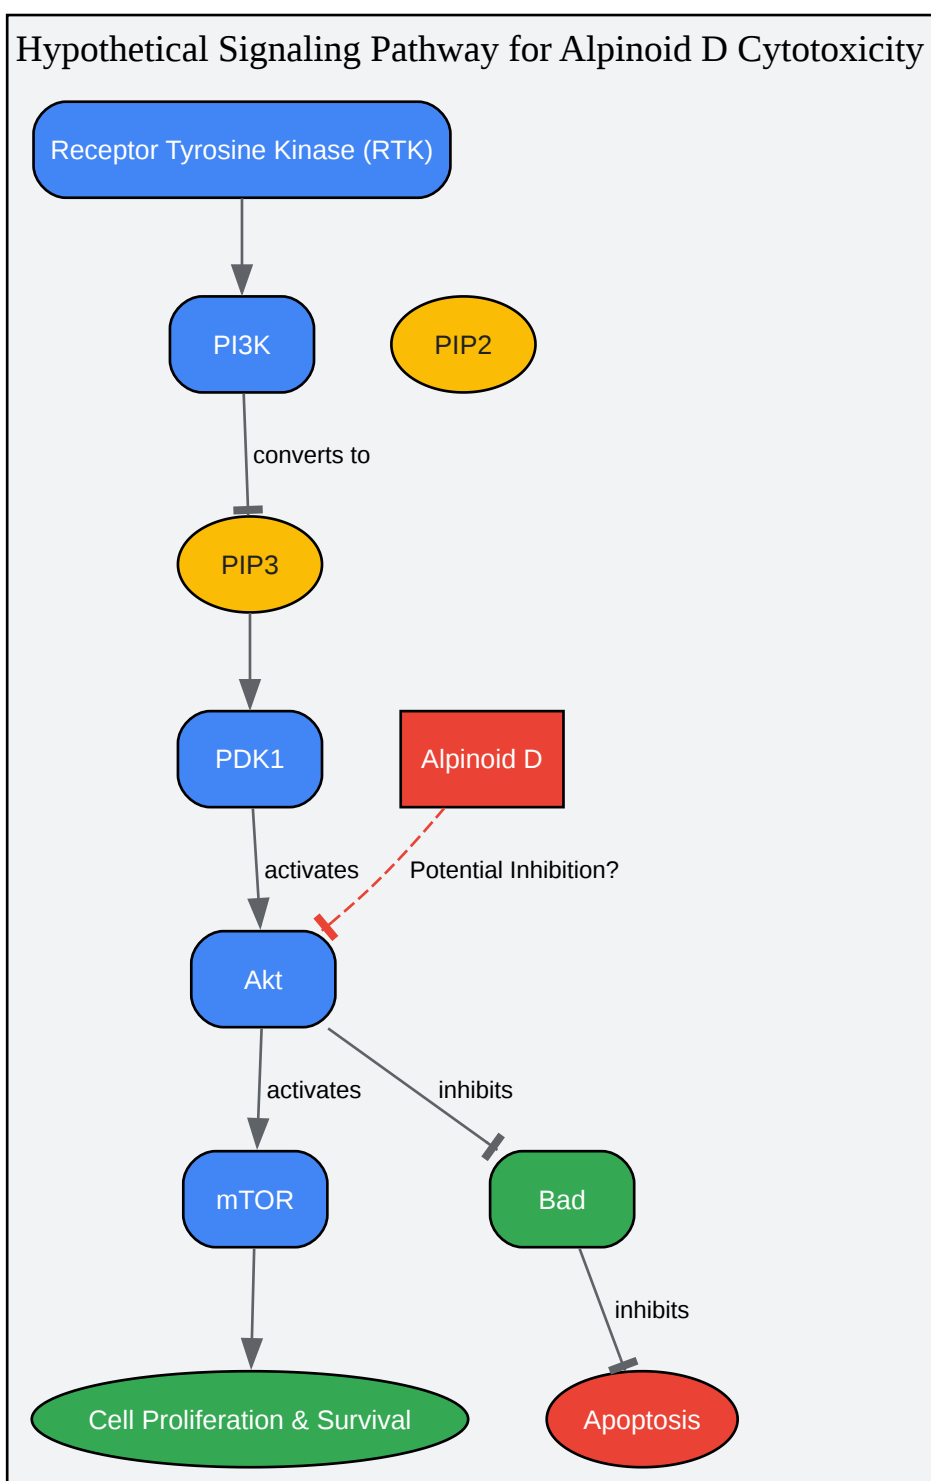 Hypothetical Signaling Pathway for Alpinoid D Cytotoxicity
Receptor Tyrosine Kinase (RTK)
PI3K
PIP2
converts to
PIP3
PDK1
Alpinoid D
activates
Potential Inhibition?
Akt
activates
inhibits
mTOR
Bad
inhibits
Cell Proliferation & Survival
Apoptosis